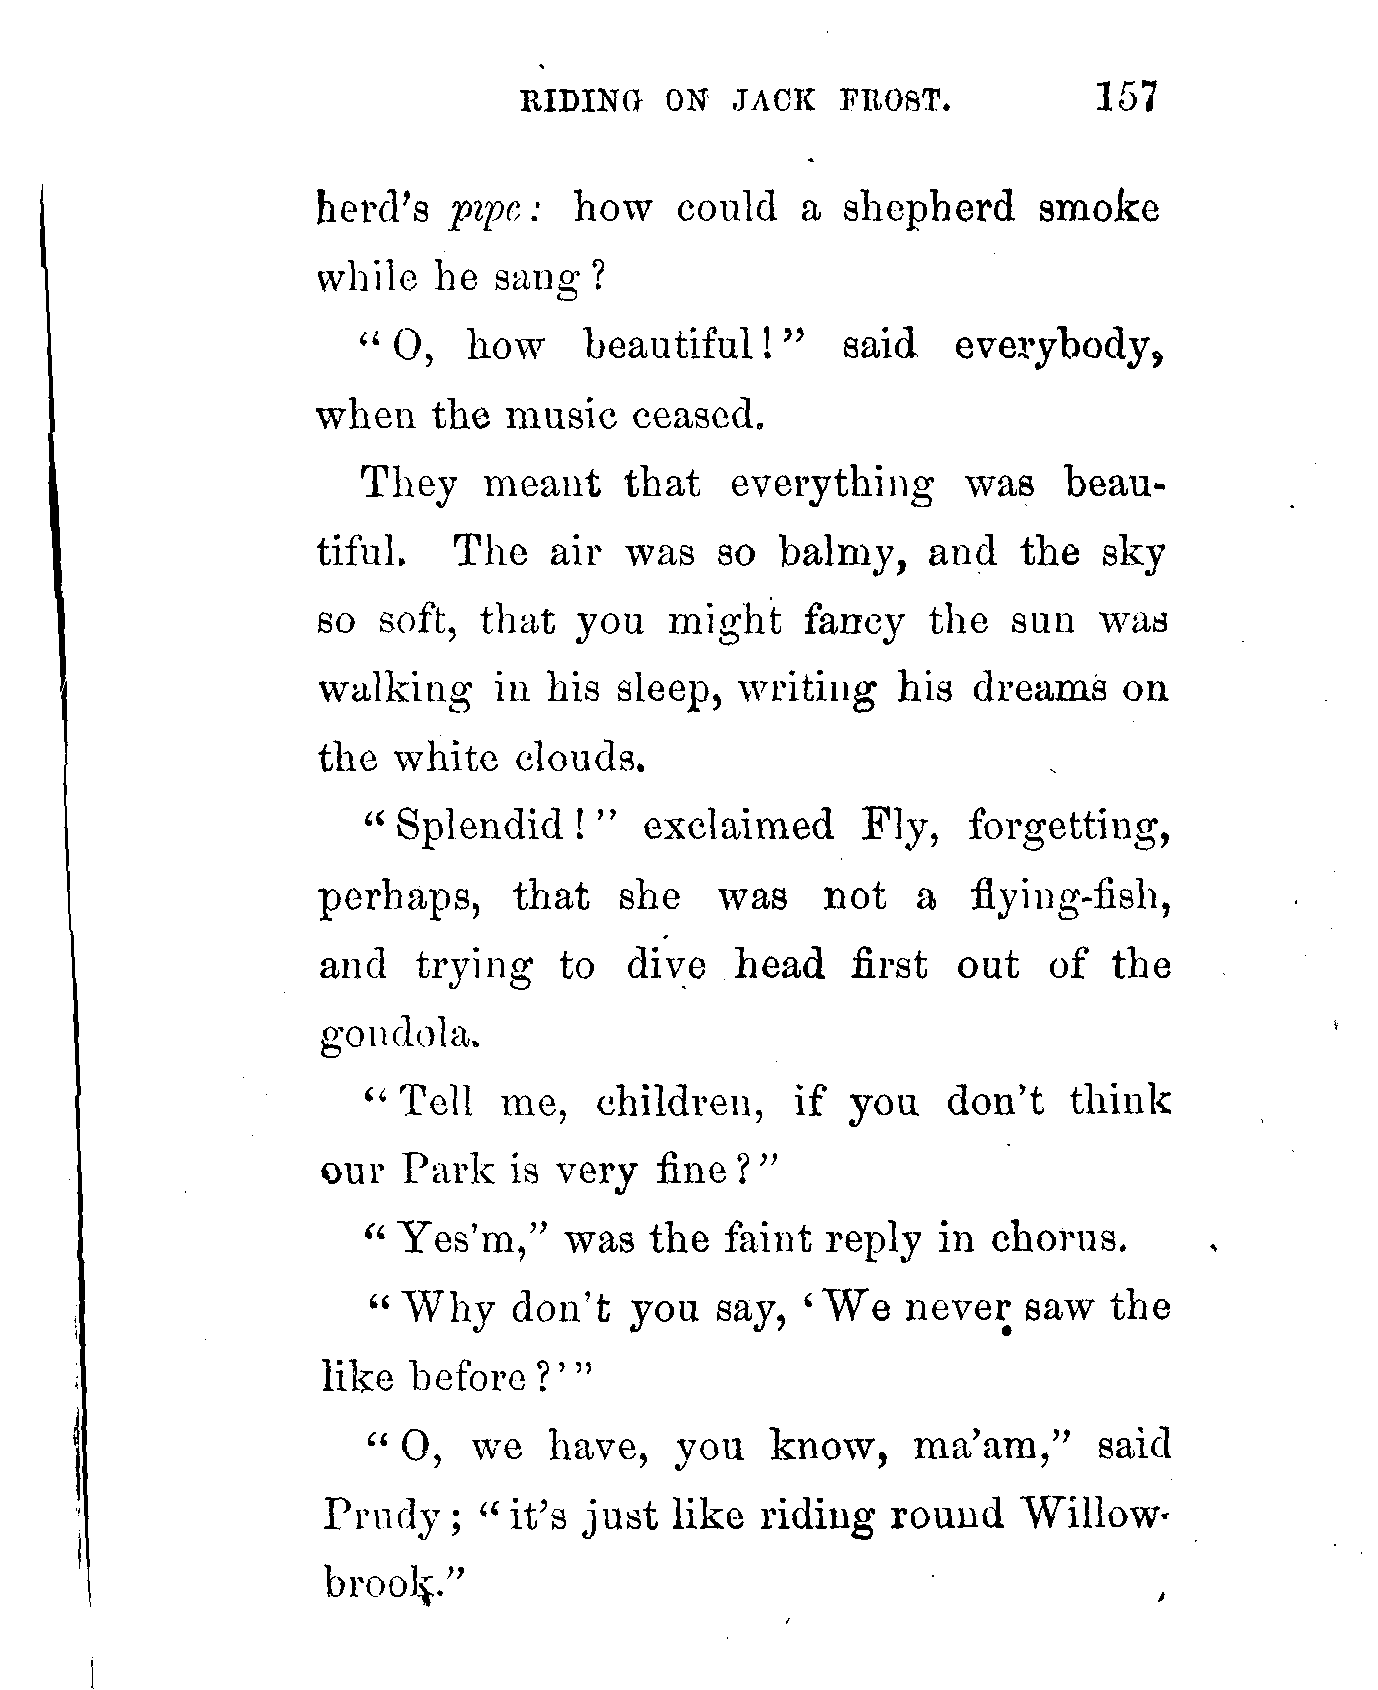 RIDING ON JACK FROST. 157
herd's pipe: how could a shepherd smoke
while he sang?
"O, how beautiful!" said everybody,
when the music ceased.
They meant that everything was beau-
tiful. The air was so balmy, and the sky
so soft, that you might fancy the sun was
walking in his sleep, writing his dreams on
the white clouds.
"Splendid!" exclaimed Fly, forgetting,
perhaps, that she was not a flying-fish,
and trying to dive head first out of the
gondola.
"Tell me, children, if you don't think
our Park is very fine?"
"Yes'm," was the faint reply in chorus.
"Why don't you say, 'We never saw the
like before?'"
"O, we have, you know, ma'am," said
Prudy; "it's just like riding round Willow-
brook."